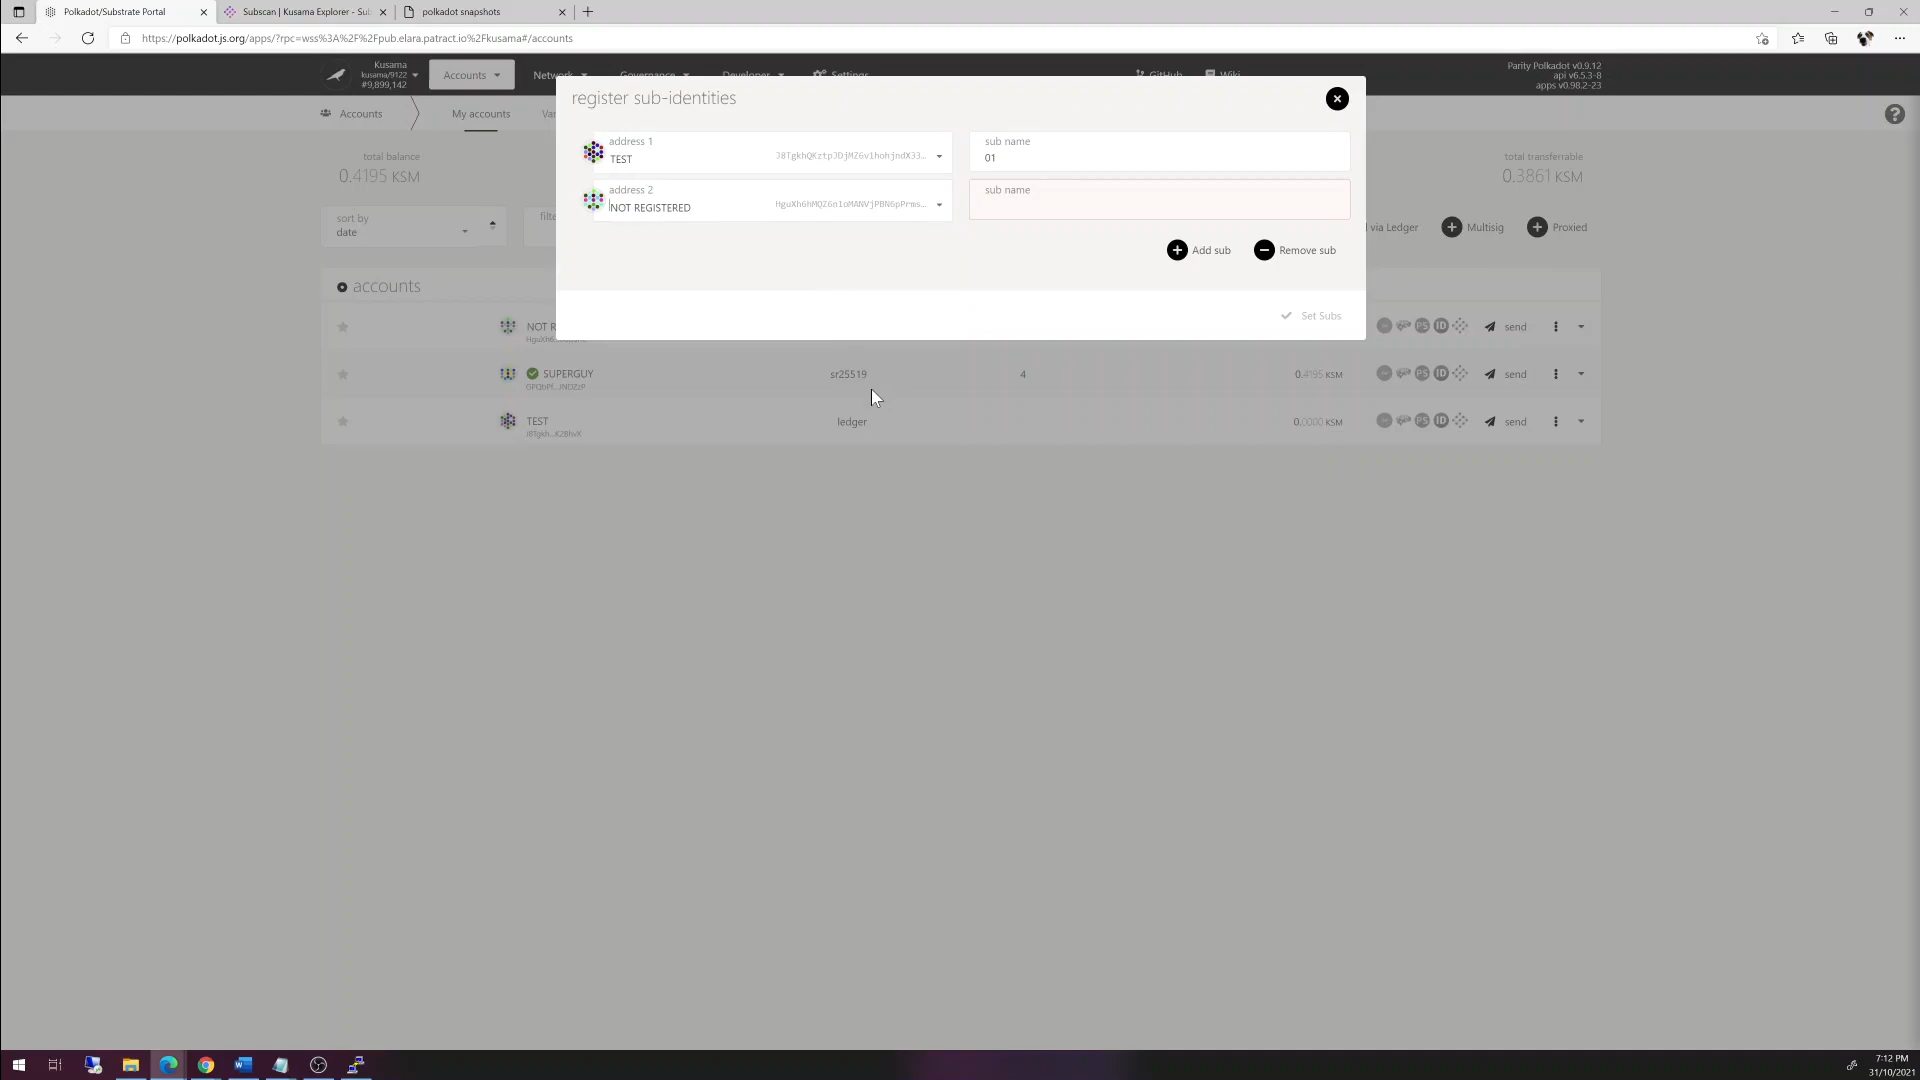 Polkadot/Substrate Portal
Subscan | Kusama Explorer - Sub
polkadot snapshots
https://polkadot.js.org/apps/?rpc=wss%3A%2F%2Fpub.elara.patract.io%2Fkusama#/accounts
Kusama
kusama/9122
#9,899,142
Accounts
Network
Governance
Developer
Settings
GitHub
Wiki
Parity Polkadot v0.9.12
api v6.5.3-8
apps v0.98.2-23
Accounts
My accounts
Van
register sub-identities
address 1
TEST
sub name
01
address 2
NOT REGISTERED
sub name
Add sub
Remove sub
Set Subs
total balance
0.4195 KSM
total transferrable
0.3861 KSM
sort by
date
filte
via Ledger
Multisig
Proxied
accounts
NOT R
send
SUPERGUY
sr25519
4
0.4195 KSM
send
TEST
ledger
0.0000 KSM
send
7:12 PM
31/10/2021